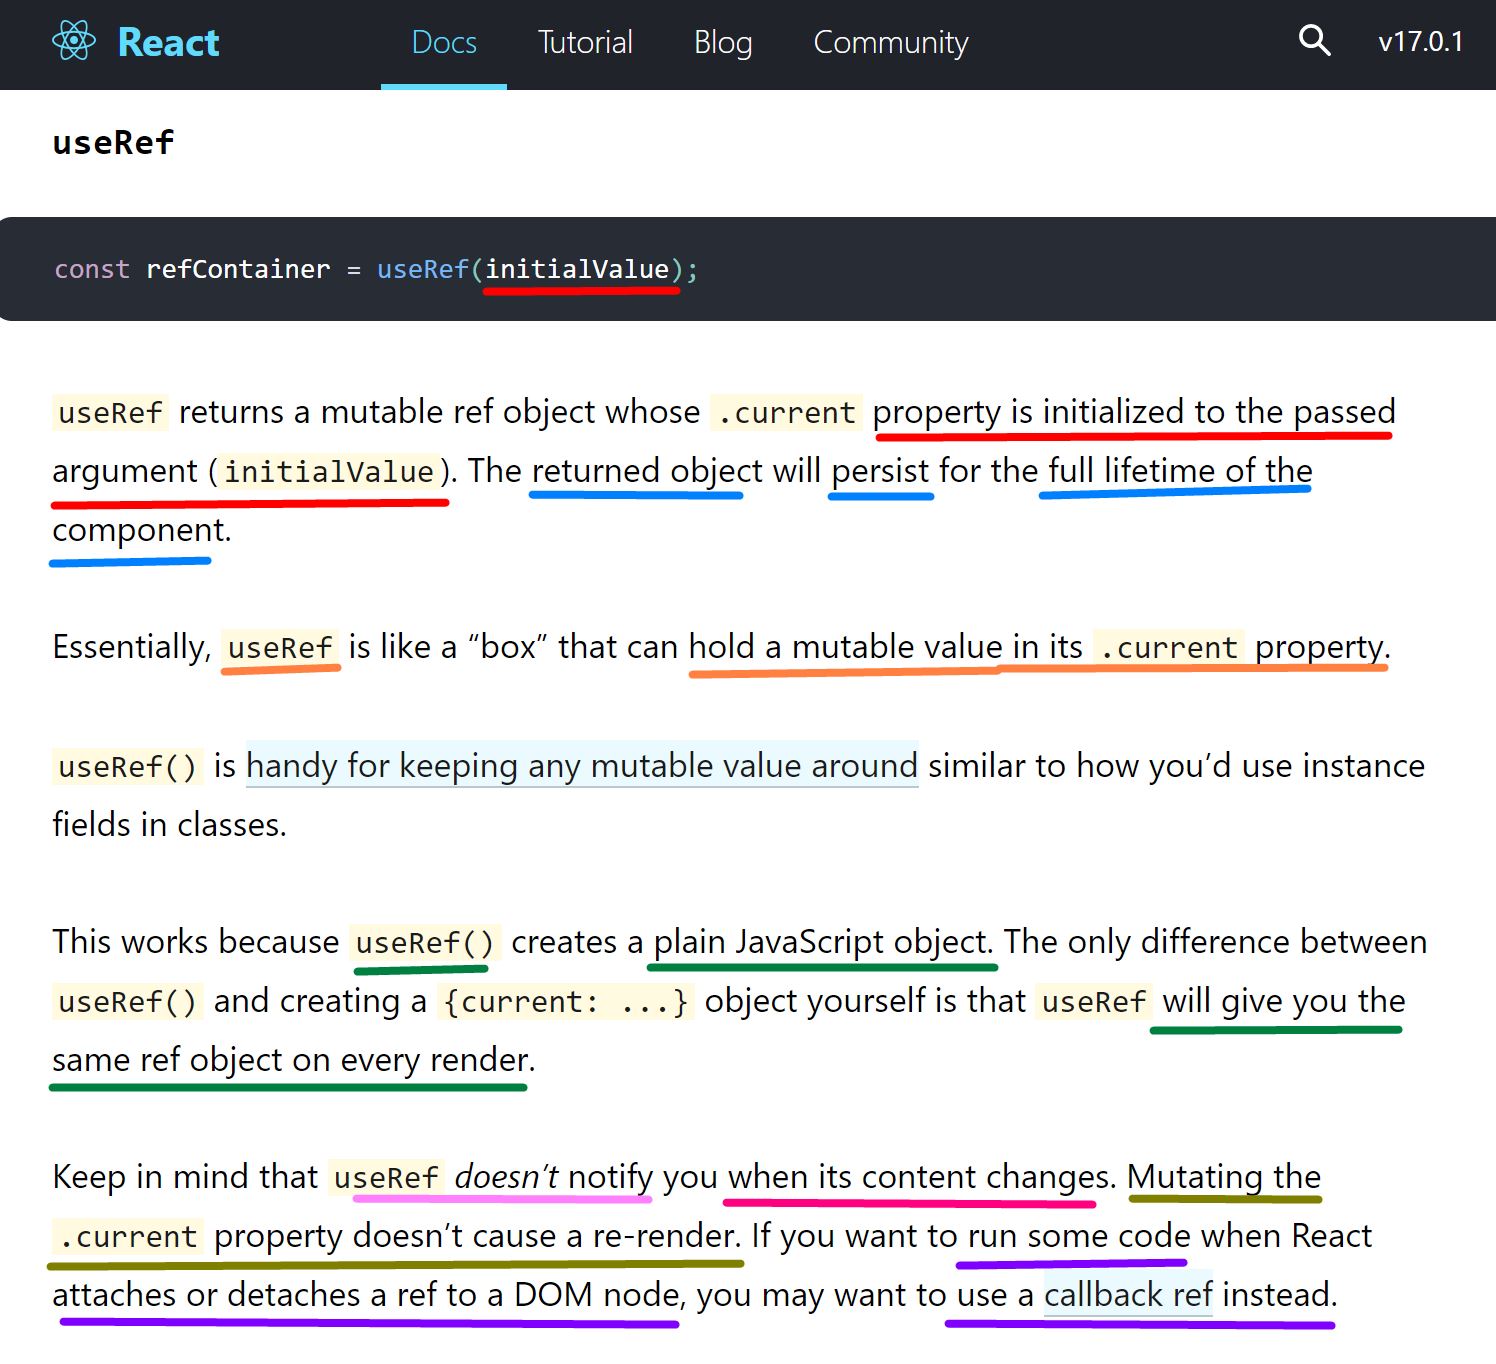 React Docs Tutorial Blog Community v17.0.1
useRef
const refContainer = useRef(initialValue);
useRef returns a mutable ref object whose .current property is initialized to the passed
argument (initialValue). The returned object will persist for the full lifetime of the
component.
Essentially, useRef is like a “box” that can hold a mutable value in its .current property.
useRef() is handy for keeping any mutable value around similar to how you’d use instance
fields in classes.
This works because useRef() creates a plain JavaScript object. The only difference between
useRef() and creating a {current: ...} object yourself is that useRef will give you the
same ref object on every render.
Keep in mind that useRef doesn’t notify you when its content changes. Mutating the
.current property doesn’t cause a re-render. If you want to run some code when React
attaches or detaches a ref to a DOM node, you may want to use a callback ref instead.